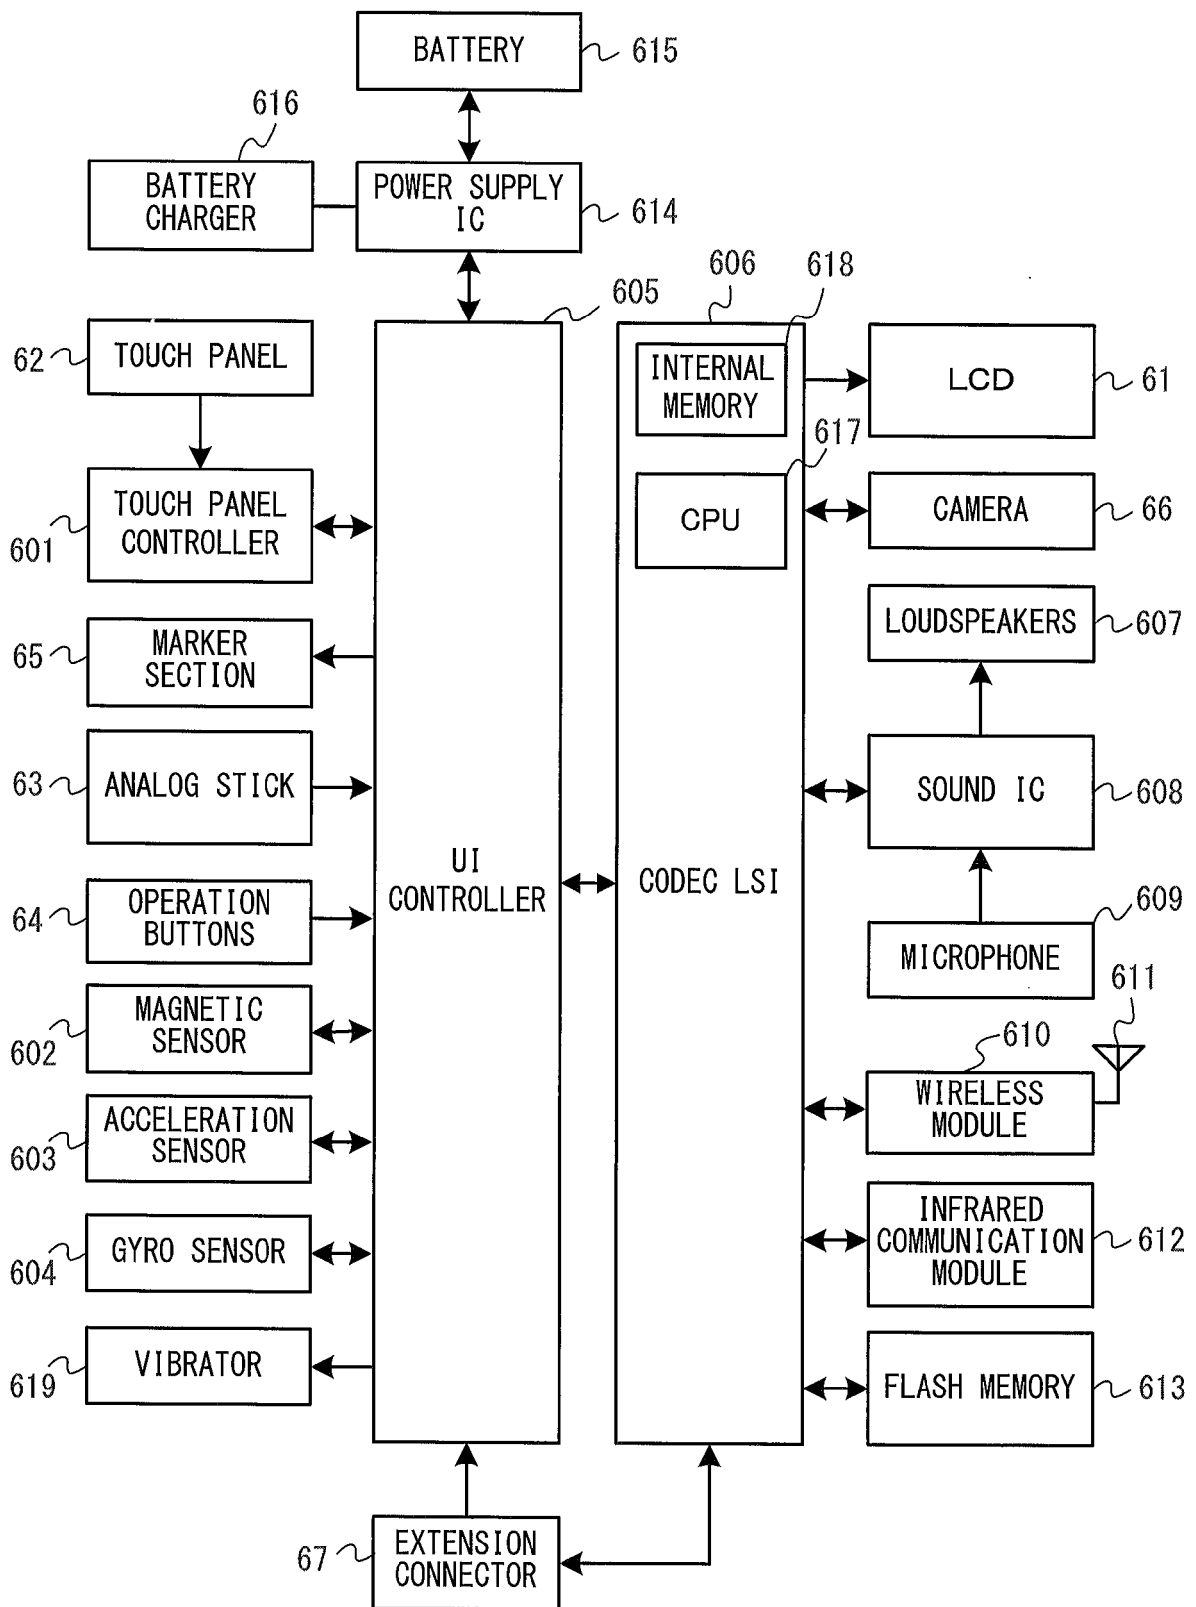 BATTERY
615
616
BATTERY
CHARGER
POWER SUPPLY
IC
614
605
606
618
62
TOUCH PANEL
INTERNAL
MEMORY
LCD
61
617
601
TOUCH PANEL
CONTROLLER
CPU
CAMERA
66
65
MARKER
SECTION
LOUDSPEAKERS
607
63
ANALOG STICK
SOUND IC
608
UI
CONTROLLER
CODEC LSI
64
OPERATION
BUTTONS
609
MICROPHONE
611
602
MAGNETIC
SENSOR
610
WIRELESS
MODULE
603
ACCELERATION
SENSOR
604
GYRO SENSOR
INFRARED
COMMUNICATION
MODULE
612
619
VIBRATOR
FLASH MEMORY
613
67
EXTENSION
CONNECTOR